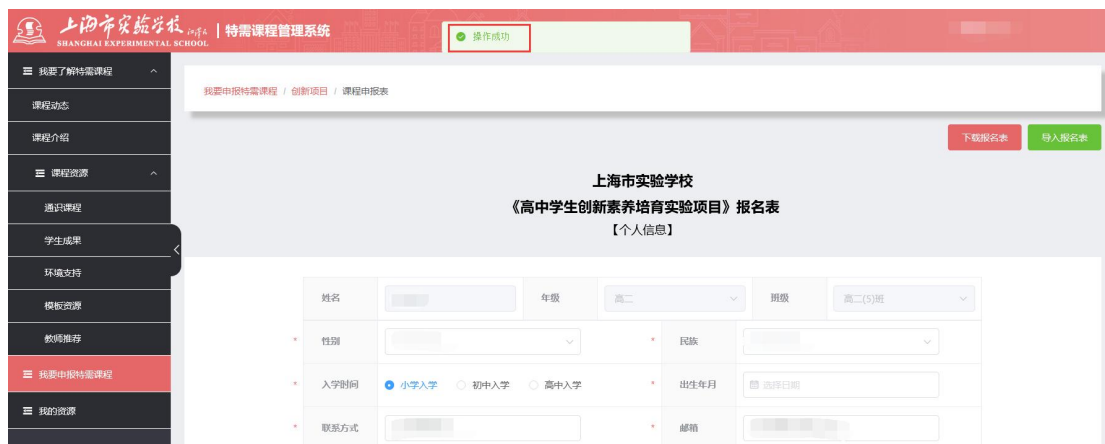 上海市实验学校 | 特需课程管理系统
SHANGHAI EXPERIMENTAL SCHOOL
操作成功
我要了解特需课程
课程动态
课程介绍
课程资源
通识课程
学生成果
环境支持
模板资源
教师推荐
我要申报特需课程
我的资源
我要申报特需课程 / 创新项目 / 课程申报表
下载报名表 导入报名表
上海市实验学校
《高中学生创新素养培育实验项目》报名表
【个人信息】
姓名 年级 高二 班级 高二(5)班
* 性别 * 民族
* 入学时间 小学入学 初中入学 高中入学 * 出生年月 选择日期
* 联系方式 * 邮箱